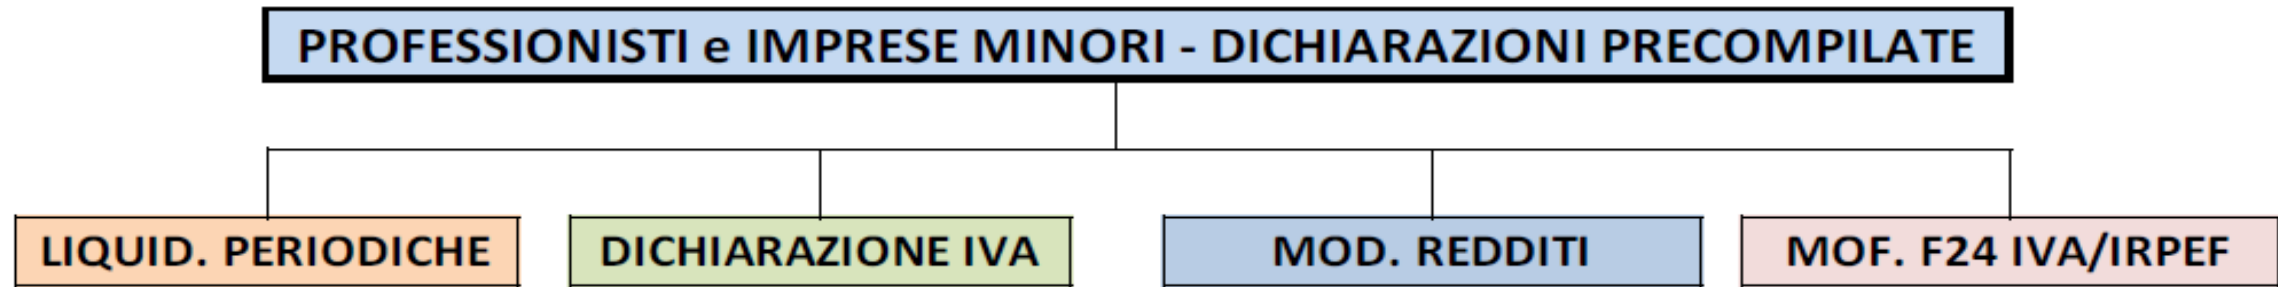 PROFESSIONISTI e IMPRESE MINORI - DICHIARAZIONI PRECOMPILATE
LIQUID. PERIODICHE
DICHIARAZIONE IVA
MOD. REDDITI
MOF. F24 IVA/IRPEF